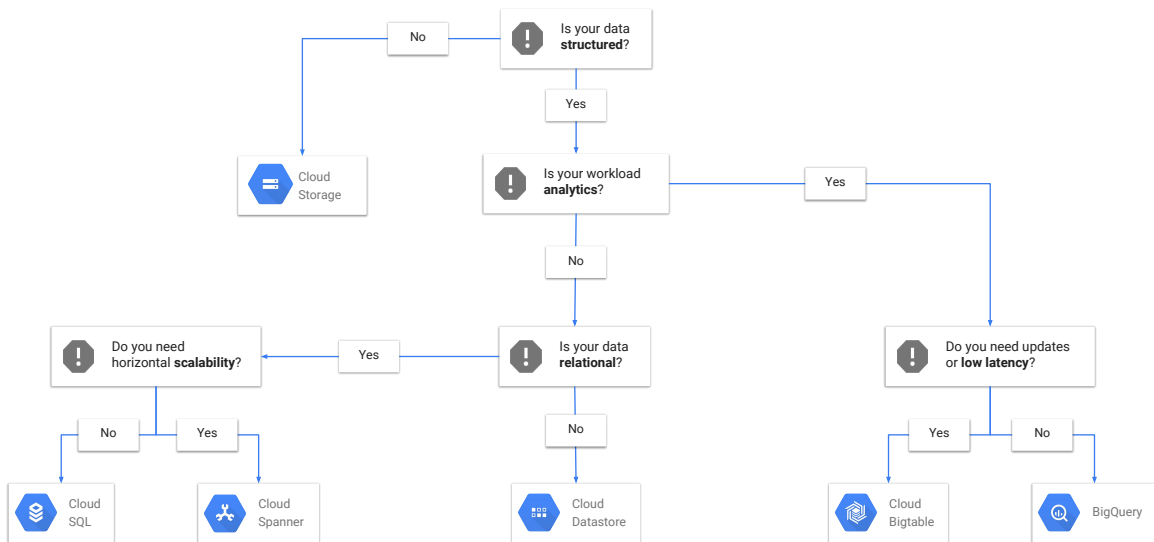 Is your data
structured?
No
Yes
Cloud
Storage
Is your workload
analytics?
Yes
No
Do you need
horizontal scalability?
Yes
Is your data
relational?
Do you need updates
or low latency?
No
Yes
No
Yes
No
Cloud
SQL
Cloud
Spanner
Cloud
Datastore
Cloud
Bigtable
BigQuery